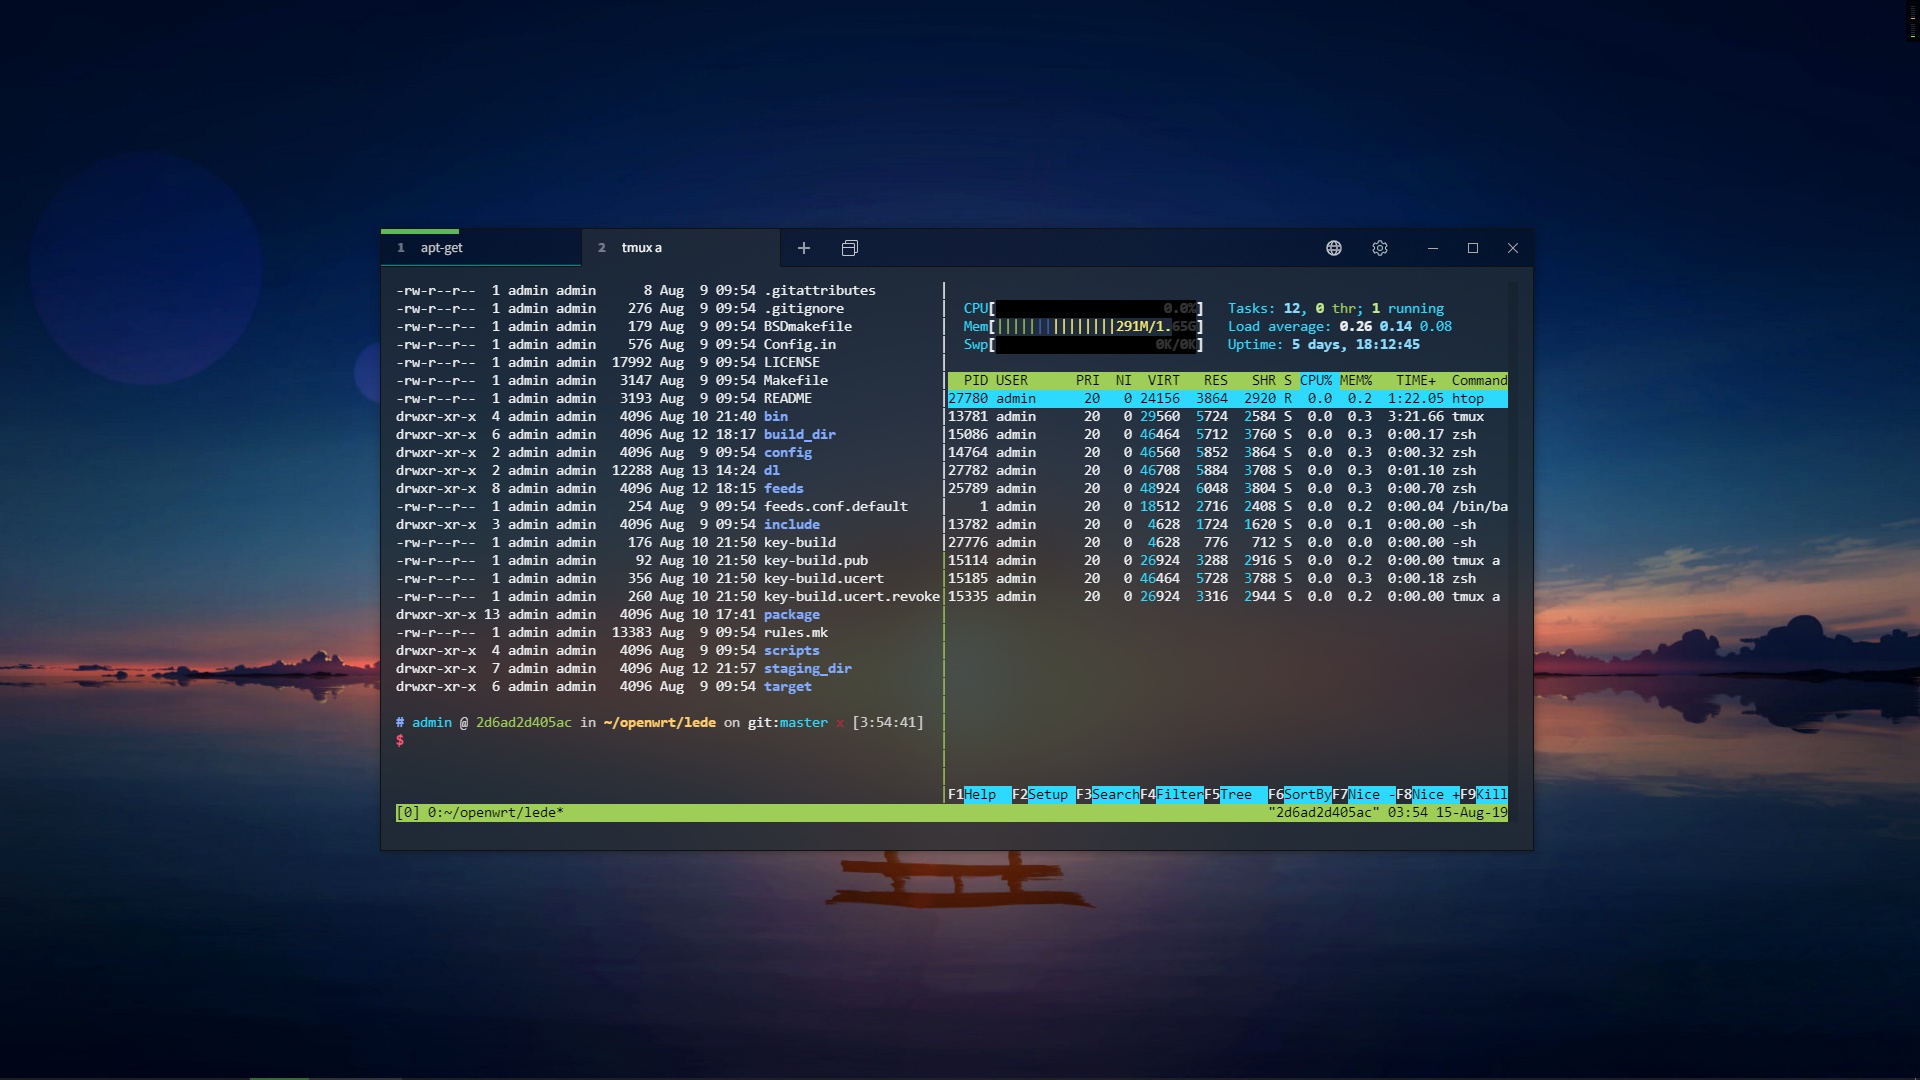 1 apt-get 2 tmux a
-rw-r--r--  1 admin admin      8 Aug  9 09:54 .gitattributes
-rw-r--r--  1 admin admin    276 Aug  9 09:54 .gitignore
-rw-r--r--  1 admin admin    179 Aug  9 09:54 BSDmakefile
-rw-r--r--  1 admin admin    576 Aug  9 09:54 Config.in
-rw-r--r--  1 admin admin  17992 Aug  9 09:54 LICENSE
-rw-r--r--  1 admin admin   3147 Aug  9 09:54 Makefile
-rw-r--r--  1 admin admin   3193 Aug  9 09:54 README
drwxr-xr-x  4 admin admin   4096 Aug 10 21:40 bin
drwxr-xr-x  6 admin admin   4096 Aug 12 18:17 build_dir
drwxr-xr-x  2 admin admin   4096 Aug  9 09:54 config
drwxr-xr-x  2 admin admin  12288 Aug 13 14:24 dl
drwxr-xr-x  8 admin admin   4096 Aug 12 18:15 feeds
-rw-r--r--  1 admin admin    254 Aug  9 09:54 feeds.conf.default
drwxr-xr-x  3 admin admin   4096 Aug  9 09:54 include
-rw-r--r--  1 admin admin    176 Aug 10 21:50 key-build
-rw-r--r--  1 admin admin     92 Aug 10 21:50 key-build.pub
-rw-r--r--  1 admin admin    356 Aug 10 21:50 key-build.ucert
-rw-r--r--  1 admin admin    260 Aug 10 21:50 key-build.ucert.revoke
drwxr-xr-x 13 admin admin   4096 Aug 10 17:41 package
-rw-r--r--  1 admin admin  13383 Aug  9 09:54 rules.mk
drwxr-xr-x  4 admin admin   4096 Aug  9 09:54 scripts
drwxr-xr-x  7 admin admin   4096 Aug 12 21:57 staging_dir
drwxr-xr-x  6 admin admin   4096 Aug  9 09:54 target
# admin @ 2d6ad2d405ac in ~/openwrt/lede on git:master x [3:54:41]
$
CPU[ 0.0%] Tasks: 12, 0 thr; 1 running
Mem[|||||||||||||||291M/1.65G] Load average: 0.26 0.14 0.08
Swp[ 0K/0K] Uptime: 5 days, 18:12:45
PID USER PRI NI VIRT RES SHR S CPU% MEM% TIME+ Command
27780 admin 20 0 24156 3864 2920 R 0.0 0.2 1:22.05 htop
13781 admin 20 0 29560 5724 2584 S 0.0 0.3 3:21.66 tmux
15086 admin 20 0 46464 5712 3760 S 0.0 0.3 0:00.17 zsh
14764 admin 20 0 46560 5852 3864 S 0.0 0.3 0:00.32 zsh
27782 admin 20 0 46708 5884 3708 S 0.0 0.3 0:01.10 zsh
25789 admin 20 0 48924 6048 3804 S 0.0 0.3 0:00.70 zsh
1 admin 20 0 18512 2716 2408 S 0.0 0.2 0:00.04 /bin/ba
13782 admin 20 0 4628 1724 1620 S 0.0 0.1 0:00.00 -sh
27776 admin 20 0 4628 776 712 S 0.0 0.0 0:00.00 -sh
15114 admin 20 0 26924 3288 2916 S 0.0 0.2 0:00.00 tmux a
15185 admin 20 0 46464 5728 3788 S 0.0 0.3 0:00.18 zsh
15335 admin 20 0 26924 3316 2944 S 0.0 0.2 0:00.00 tmux a
F1Help F2Setup F3SearchF4FilterF5Tree F6SortByF7Nice -F8Nice +F9Kill
[0] 0:~/openwrt/lede* "2d6ad2d405ac" 03:54 15-Aug-19